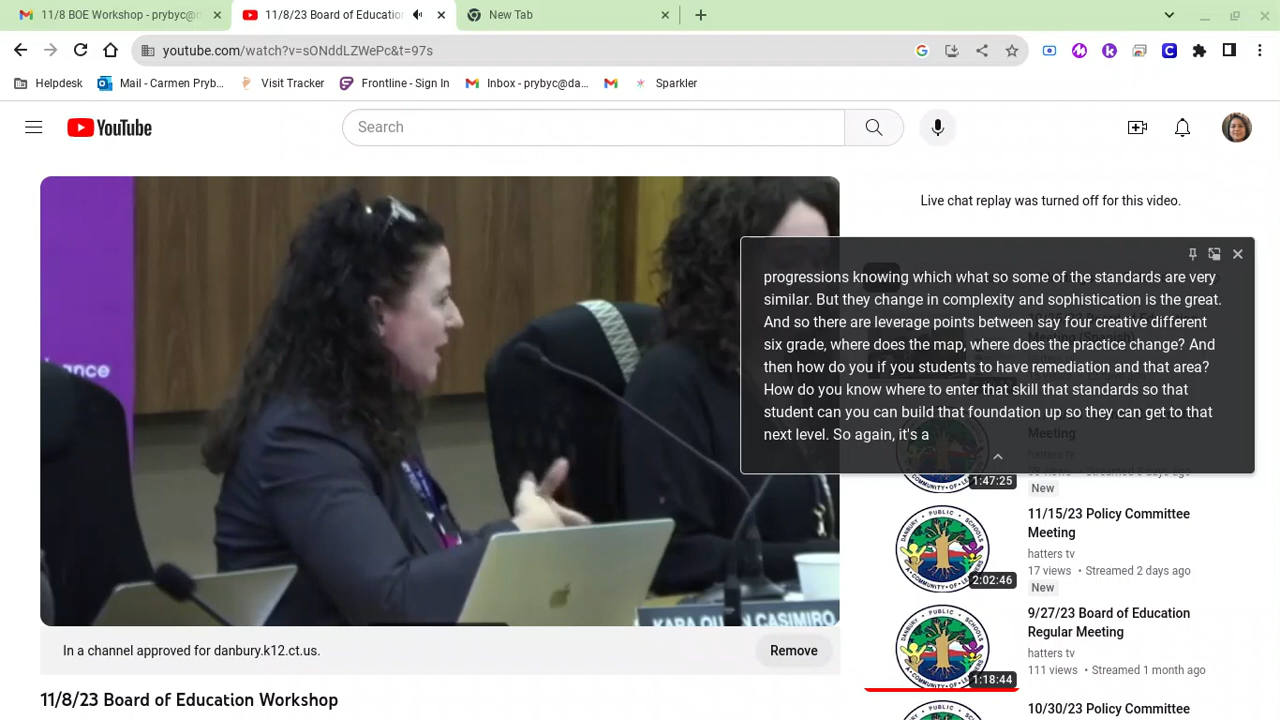 11/8 BOE Workshop - prybyc@
11/8/23 Board of Education
New Tab
youtube.com/watch?v=sONddLZWePc&t=97s
Helpdesk
Mail - Carmen Pryb...
Visit Tracker
Frontline - Sign In
Inbox - prybyc@da...
Sparkler
YouTube
Search
Live chat replay was turned off for this video.
progressions knowing which what so some of the standards are very
similar. But they change in complexity and sophistication is the great.
And so there are leverage points between say four creative different
six grade, where does the map, where does the practice change? And
then how do you if you students to have remediation and that area?
How do you know where to enter that skill that standards so that
student can you can build that foundation up so they can get to that
next level. So again, it's a
Meeting
1:47:25
New
11/15/23 Policy Committee
Meeting
hatters tv
17 views • Streamed 2 days ago
2:02:46
New
9/27/23 Board of Education
Regular Meeting
hatters tv
111 views • Streamed 1 month ago
1:18:44
10/30/23 Policy Committee
KARA QUINN CASIMIRO
In a channel approved for danbury.k12.ct.us.
Remove
11/8/23 Board of Education Workshop